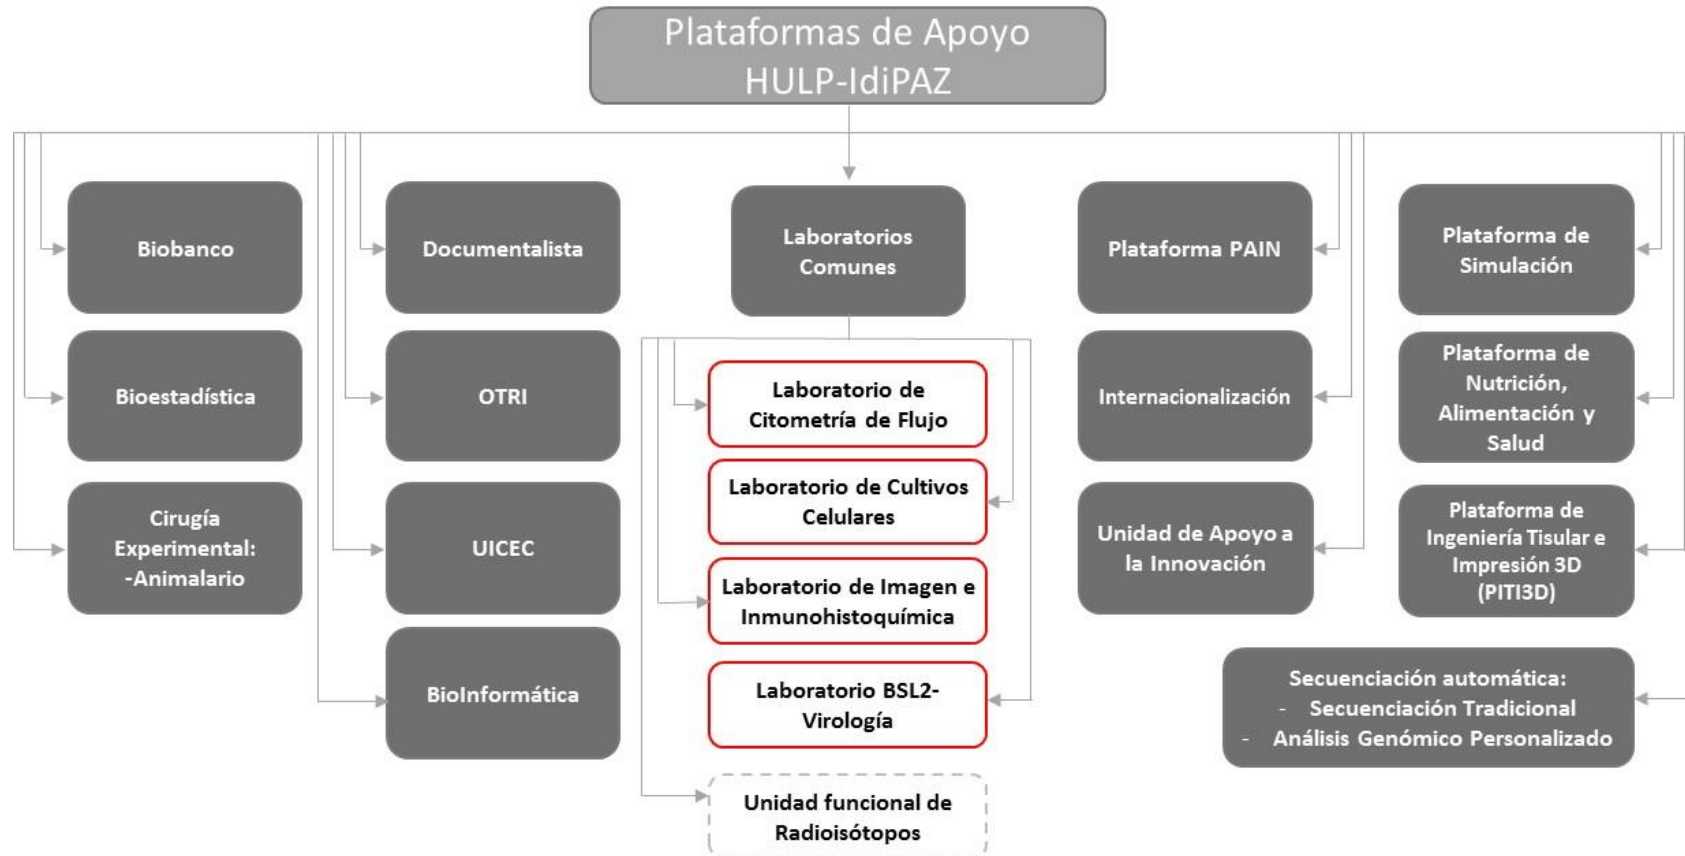 Plataformas de Apoyo
HULP-IdiPAZ
Biobanco
Bioestadística
Cirugía
Experimental:
-Animalario
Documentalista
OTRI
UICEC
BioInformática
Laboratorios
Comunes
Laboratorio de
Citometría de Flujo
Laboratorio de Cultivos
Celulares
Laboratorio de Imagen e
Inmunohistoquímica
Laboratorio BSL2-
Virología
Unidad funcional de
Radioisótopos
Plataforma PAIN
Internacionalización
Unidad de Apoyo a
la Innovación
Plataforma de
Simulación
Plataforma de
Nutrición,
Alimentación y
Salud
Plataforma de
Ingeniería Tisular e
Impresión 3D
(PITI3D)
Secuenciación automática:
- Secuenciación Tradicional
- Análisis Genómico Personalizado